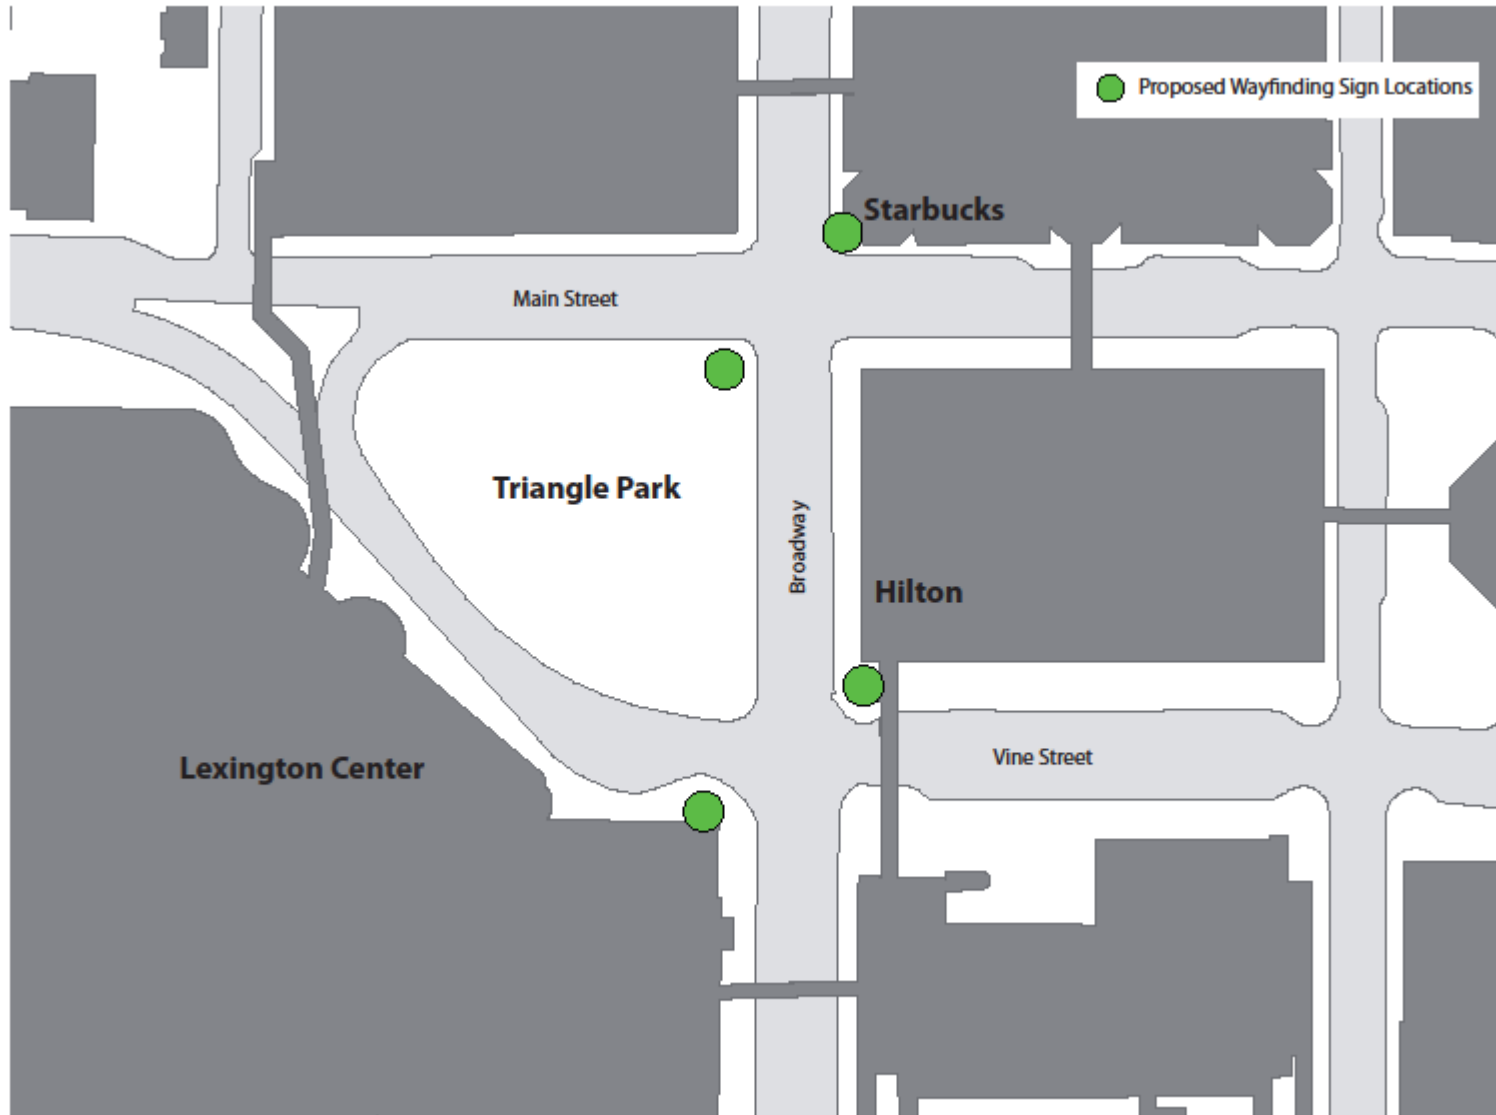 Proposed Wayfinding Sign Locations
Starbucks
Main Street
Triangle Park
Broadway
Hilton
Vine Street
Lexington Center